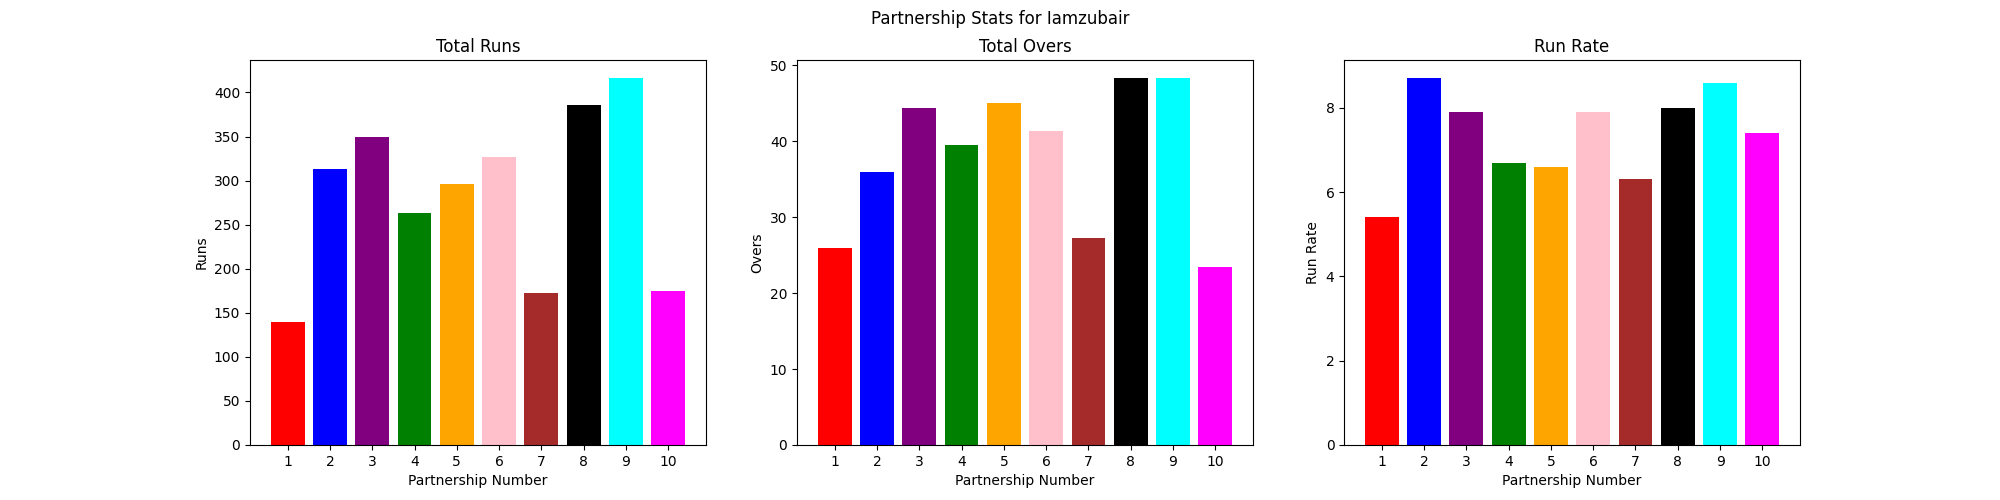 Partnership Stats for Iamzubair
Total Runs
Runs
400
350
300
250
200
150
100
50
0
1 2 3 4 5 6 7 8 9 10
Partnership Number
Total Overs
Overs
50
40
30
20
10
0
1 2 3 4 5 6 7 8 9 10
Partnership Number
Run Rate
Run Rate
8
6
4
2
0
1 2 3 4 5 6 7 8 9 10
Partnership Number